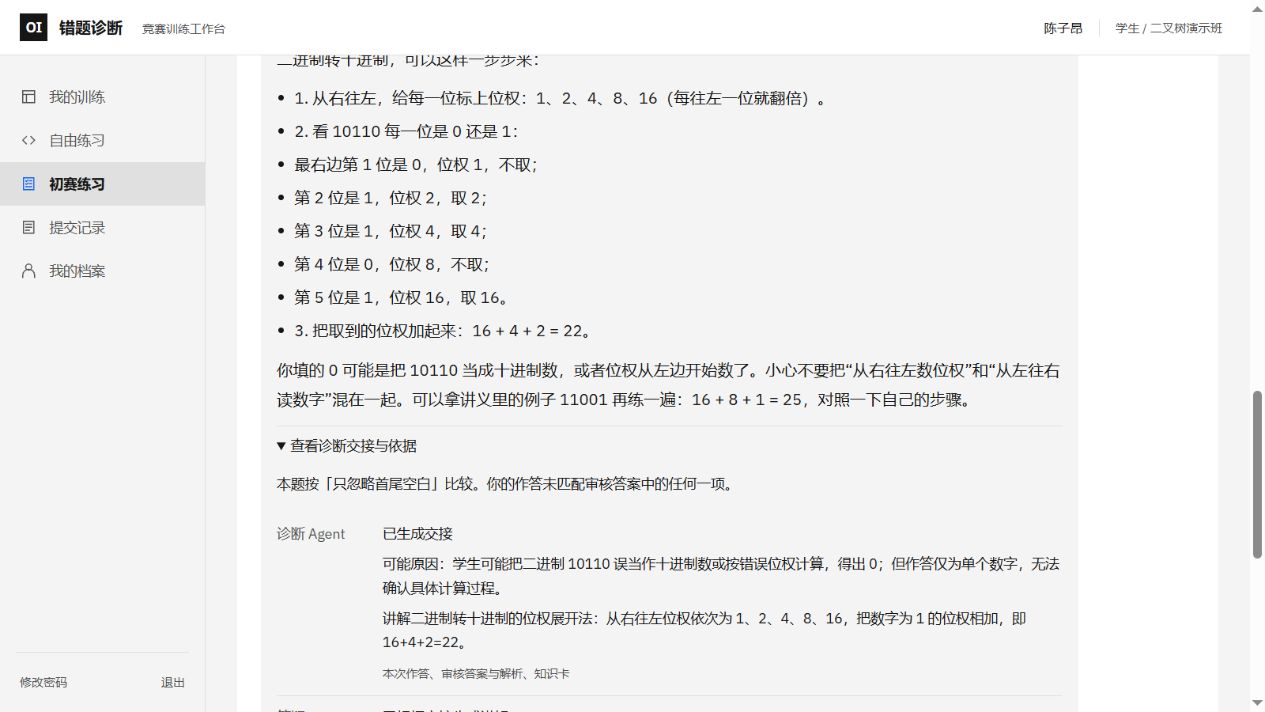 OI 错题诊断 竞赛训练工作台
陈子昂 学生 / 二叉树演示班
我的训练
自由练习
初赛练习
提交记录
我的档案
修改密码 退出
二进制转十进制，可以这样一步步来：
• 1. 从右往左，给每一位标上位权：1、2、4、8、16（每往左一位就翻倍）。
• 2. 看 10110 每一位是 0 还是 1：
• 最右边第 1 位是 0，位权 1，不取；
• 第 2 位是 1，位权 2，取 2；
• 第 3 位是 1，位权 4，取 4；
• 第 4 位是 0，位权 8，不取；
• 第 5 位是 1，位权 16，取 16。
• 3. 把取到的位权加起来：16 + 4 + 2 = 22。
你填的 0 可能是把 10110 当成十进制数，或者位权从左边开始数了。小心不要把“从右往左数位权”和“从左往右
读数字”混在一起。可以拿讲义里的例子 11001 再练一遍：16 + 8 + 1 = 25，对照一下自己的步骤。
▼ 查看诊断交接与依据
本题按「只忽略首尾空白」比较。你的作答未匹配审核答案中的任何一项。
诊断 Agent 已生成交接
可能原因：学生可能把二进制 10110 误当作十进制数或按错误位权计算，得出 0；但作答仅为单个数字，无法
确认具体计算过程。
讲解二进制转十进制的位权展开法：从右往左位权依次为 1、2、4、8、16，把数字为 1 的位权相加，即
16+4+2=22。
本次作答、审核答案与解析、知识卡